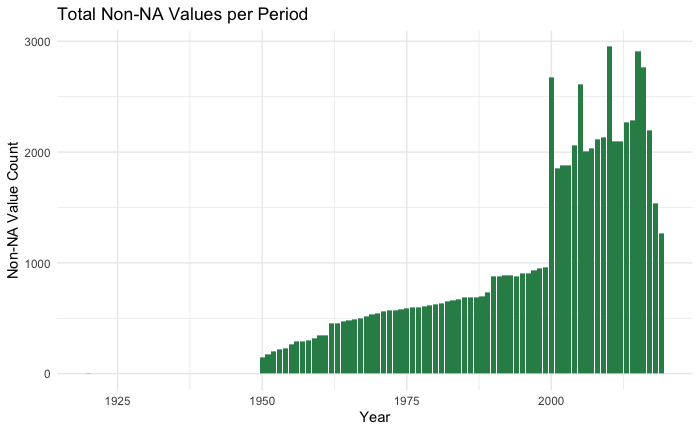 Total Non-NA Values per Period
Non-NA Value Count
3000
2000
1000
0
1925
1950
1975
2000
Year